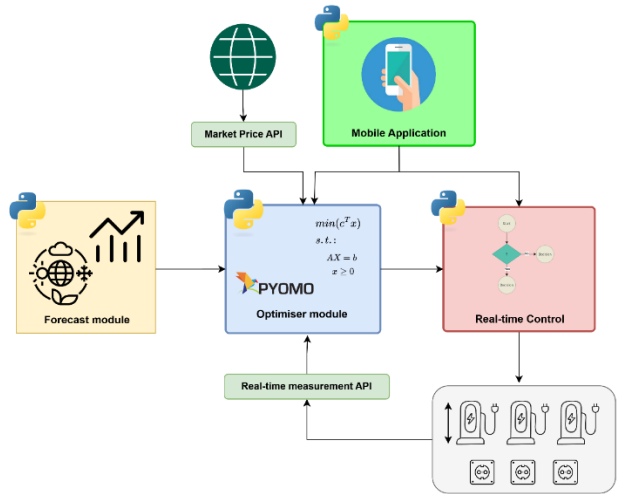 Market Price API
Mobile Application
min(c^T x)
s.t.:
AX = b
x ≥ 0
PYOMO
Forecast module
Optimiser module
Real-time Control
Real-time measurement API